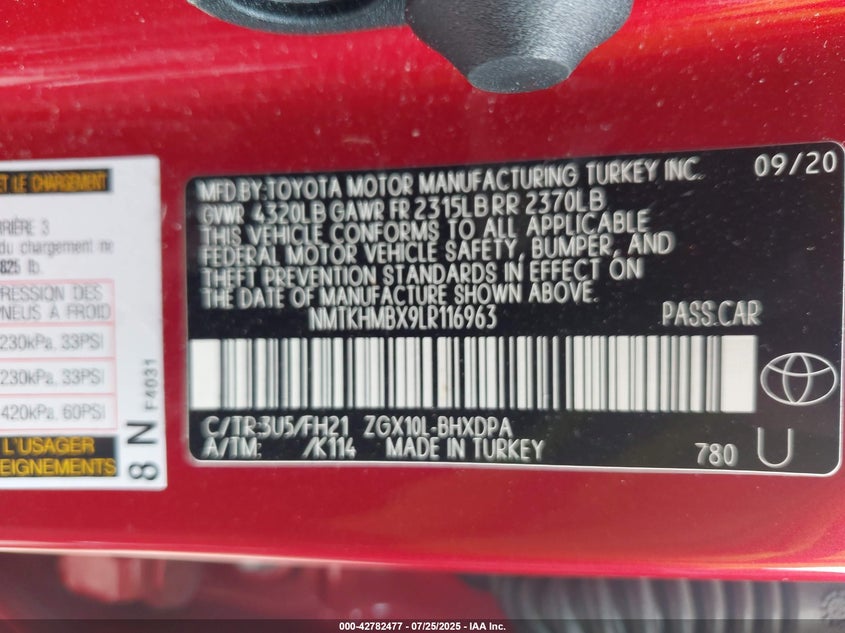 ET LE CHARGEMENT
RRIÈRE 3
du chargement ne
825 lb.
PRESSION DES
PNEUS À FROID
230kPa, 33PSI
230kPa, 33PSI
420kPa, 60PSI
L'USAGER
EIGNEMENTS
8 N F4031
MFD.BY:TOYOTA MOTOR MANUFACTURING TURKEY INC. 09/20
GVWR 4320LB GAWR FR 2315LB RR 2370LB
THIS VEHICLE CONFORMS TO ALL APPLICABLE
FEDERAL MOTOR VEHICLE SAFETY, BUMPER, AND
THEFT PREVENTION STANDARDS IN EFFECT ON
THE DATE OF MANUFACTURE SHOWN ABOVE.
NMTKHMBX9LR116963 PASS.CAR
C/TR:3U5/FH21 ZGX10L-BHXDPA
A/TM: /K114 MADE IN TURKEY 780 U
000-42782477 — 07/25/2025 — IAA Inc.